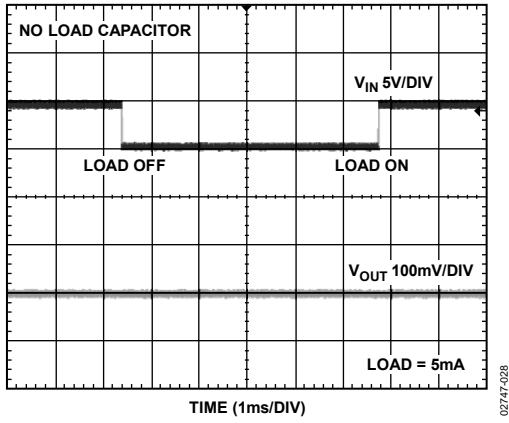 NO LOAD CAPACITOR
VIN 5V/DIV
LOAD OFF
LOAD ON
VOUT 100mV/DIV
LOAD = 5mA
TIME (1ms/DIV)
02747-028